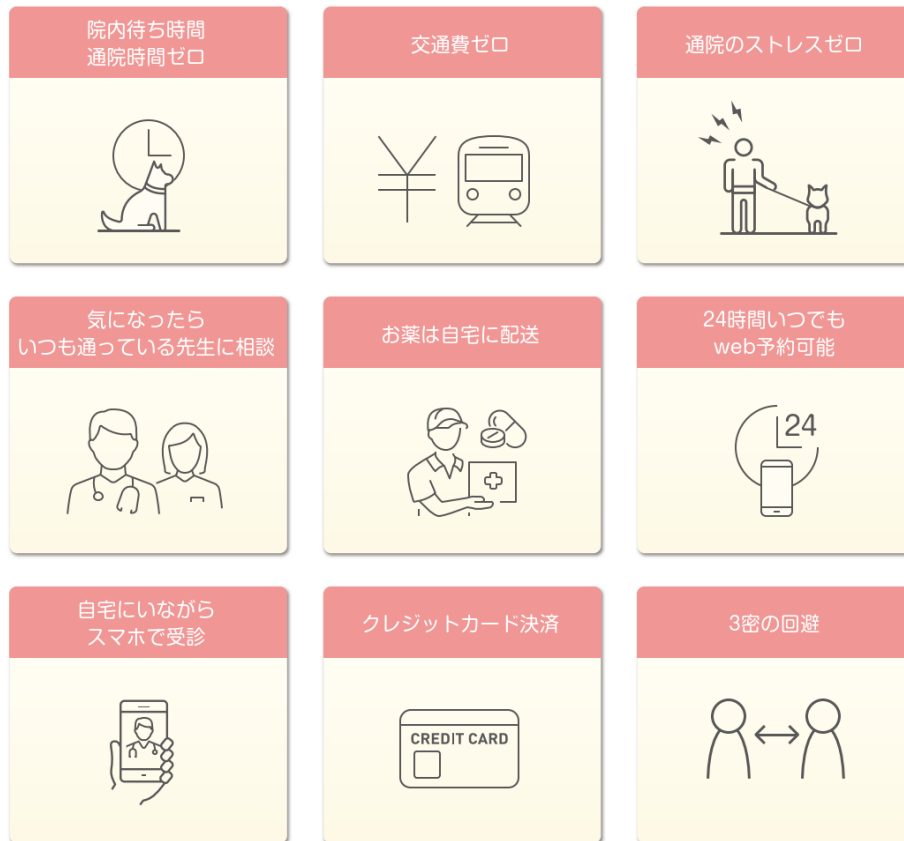 院内待ち時間
通院時間ゼロ
交通費ゼロ
通院のストレスゼロ
気になったら
いつも通っている先生に相談
お薬は自宅に配送
24時間いつでも
web予約可能
24
自宅にいながら
スマホで受診
クレジットカード決済
CREDIT CARD
3密の回避